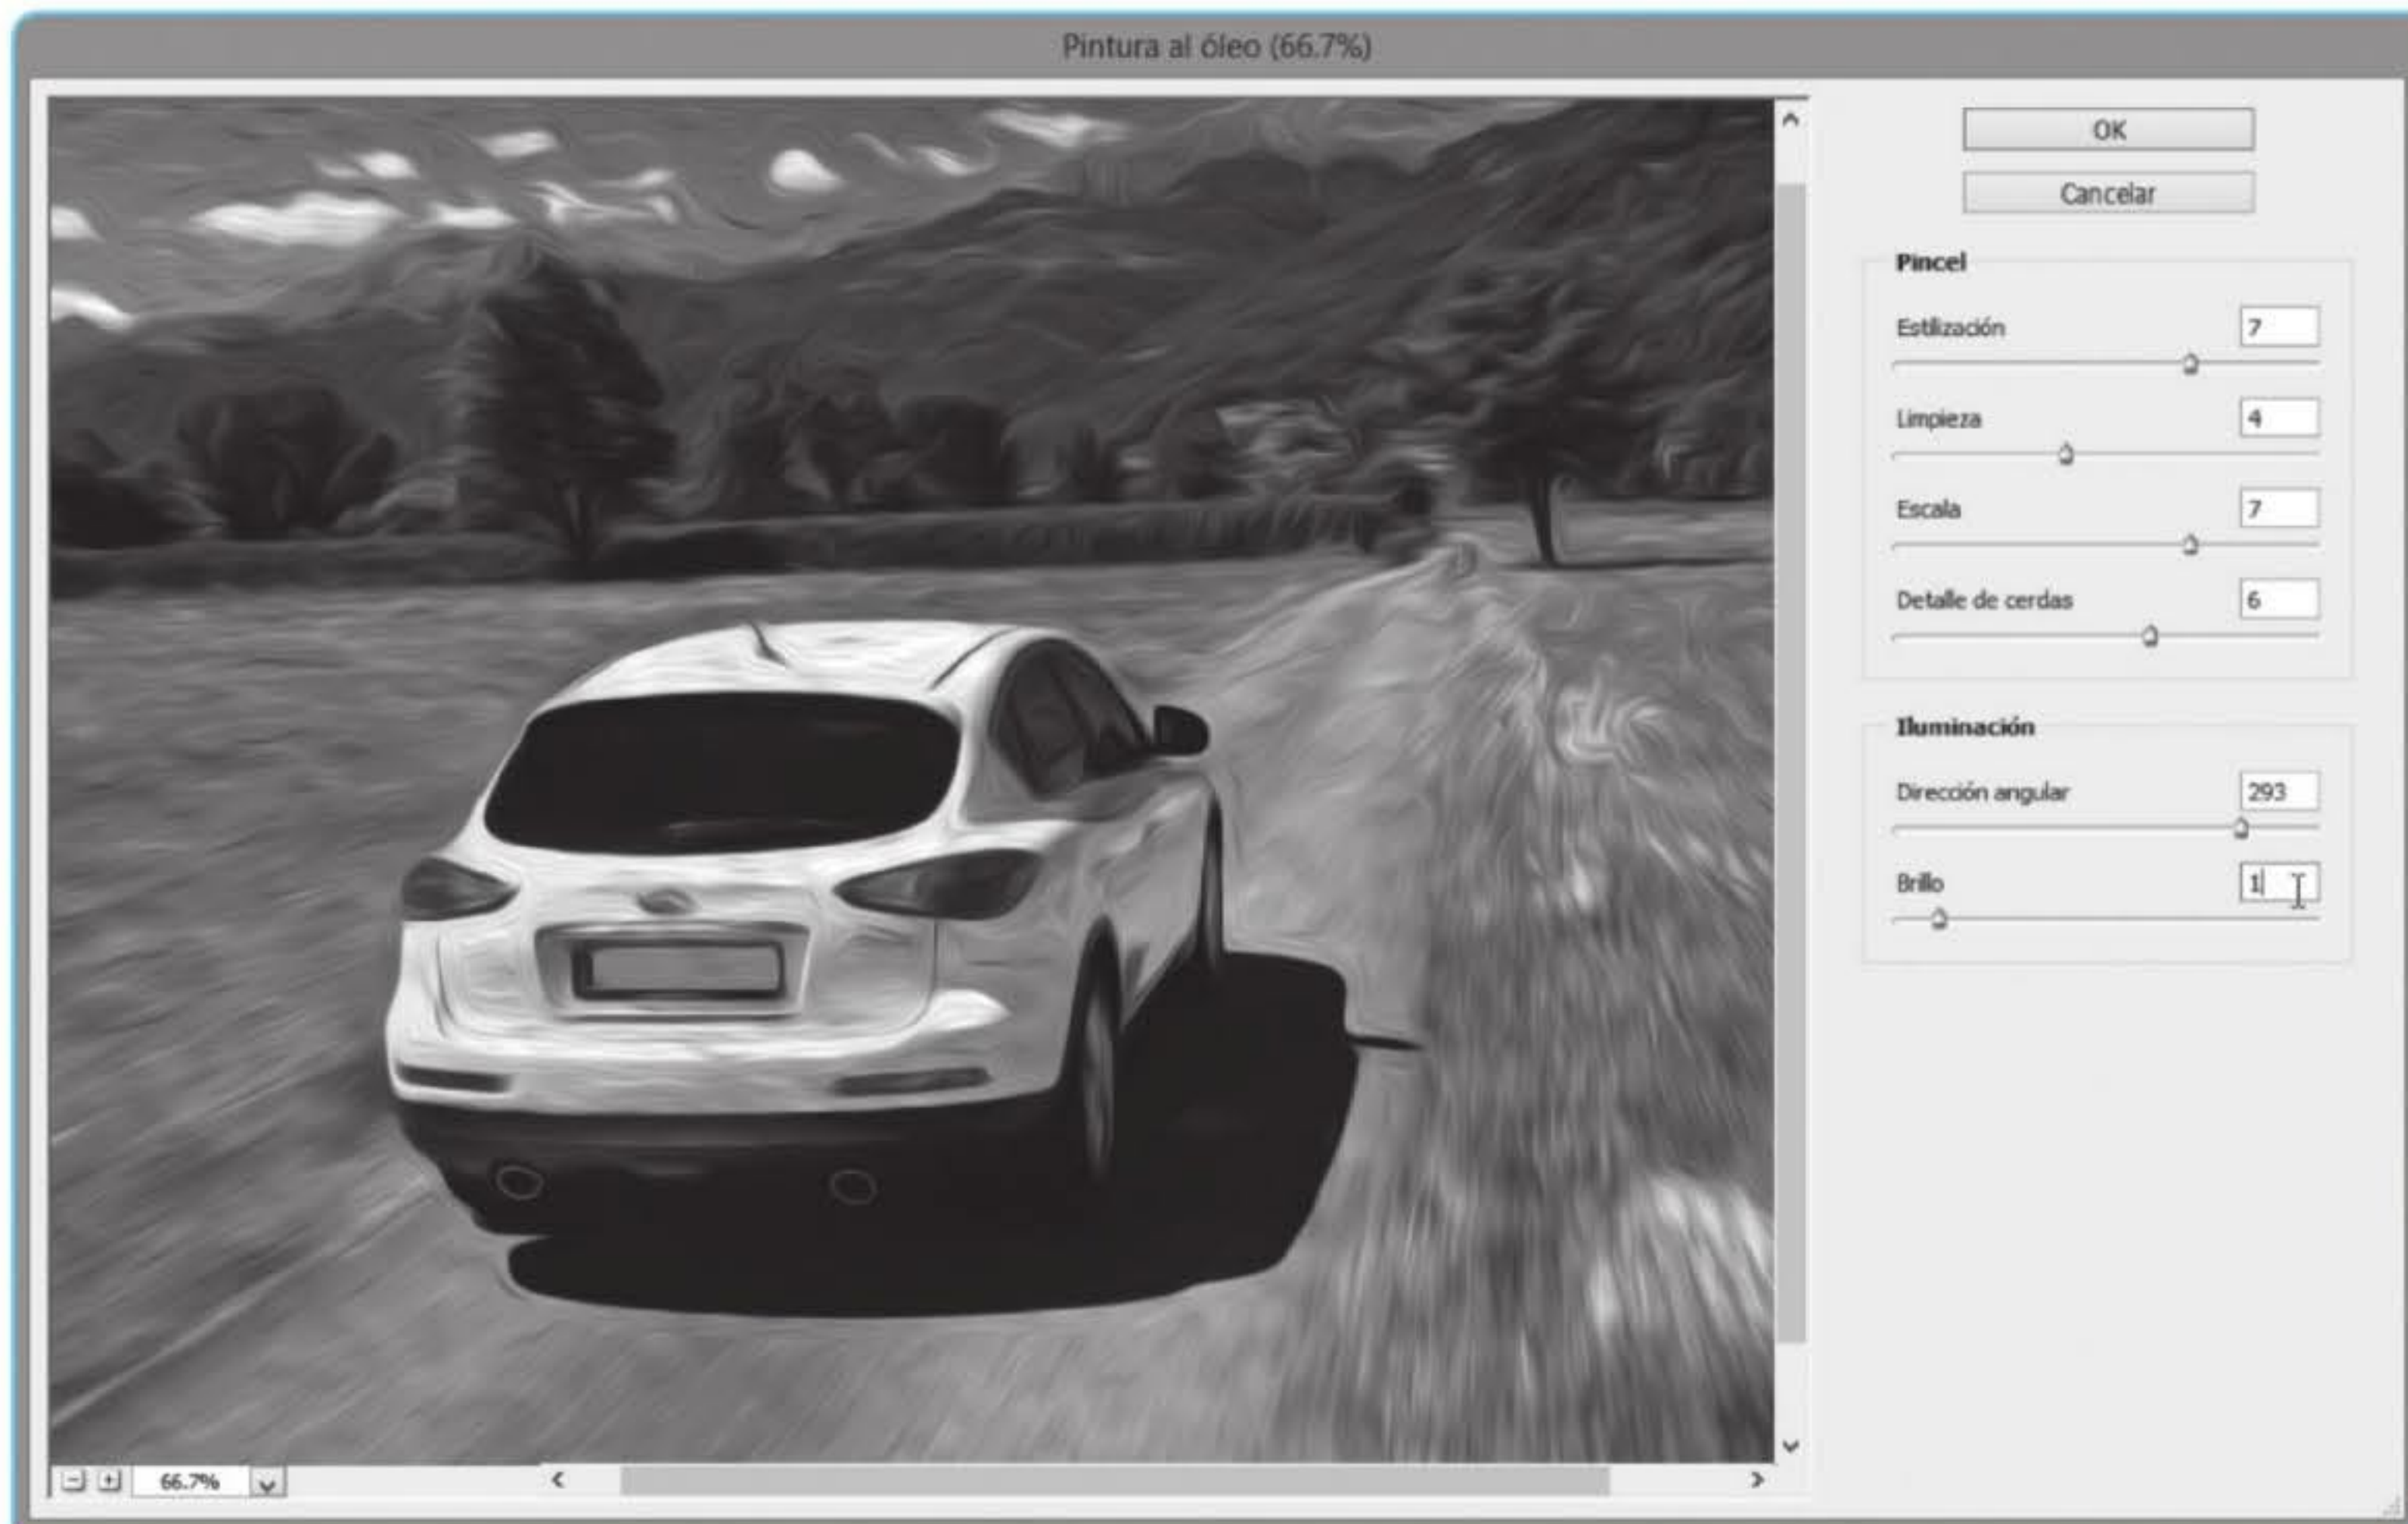 Pintura al óleo (66.7%)
OK
Cancelar
Pincel
Estilización 7
Limpieza 4
Escala 7
Detalle de cerdas 6
Iluminación
Dirección angular 293
Brillo 1
66.7%